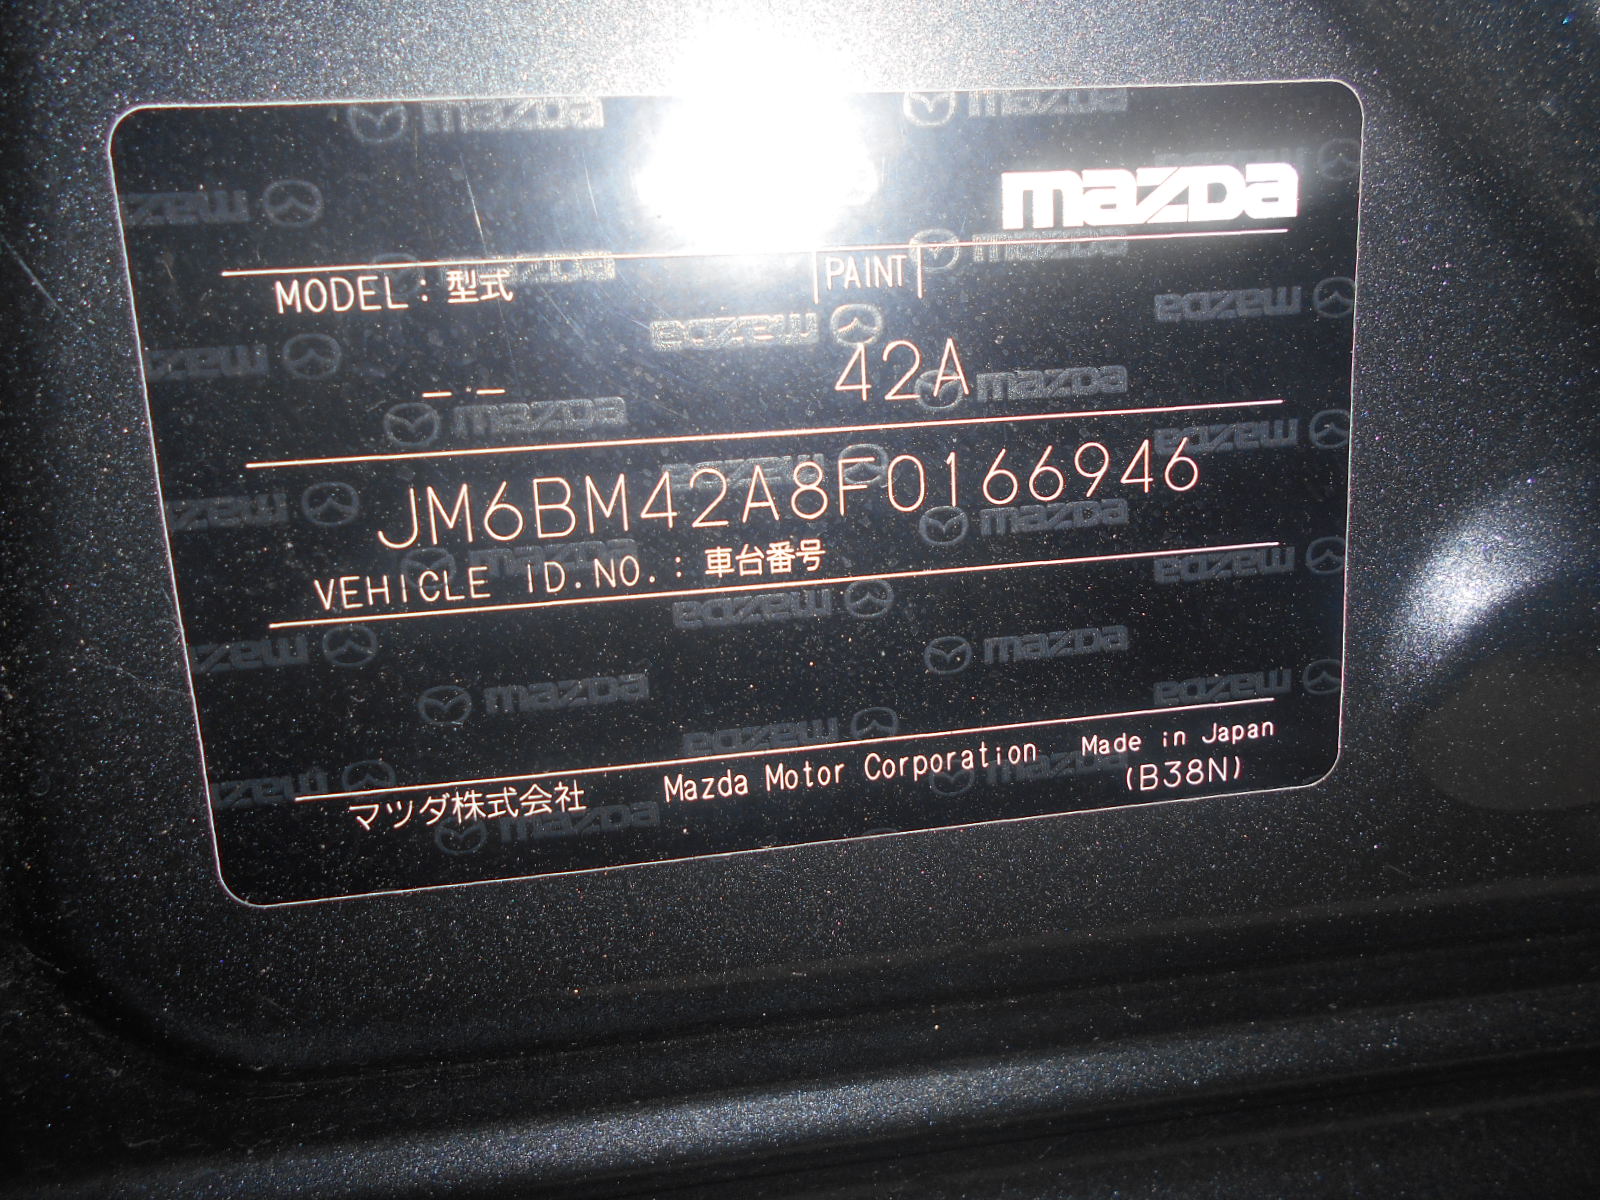 mazda
MODEL: 型式
PAINT
– –
42A
JM6BM42A8F0166946
VEHICLE ID.NO.: 車台番号
マツダ株式会社 Mazda Motor Corporation Made in Japan
(B38N)